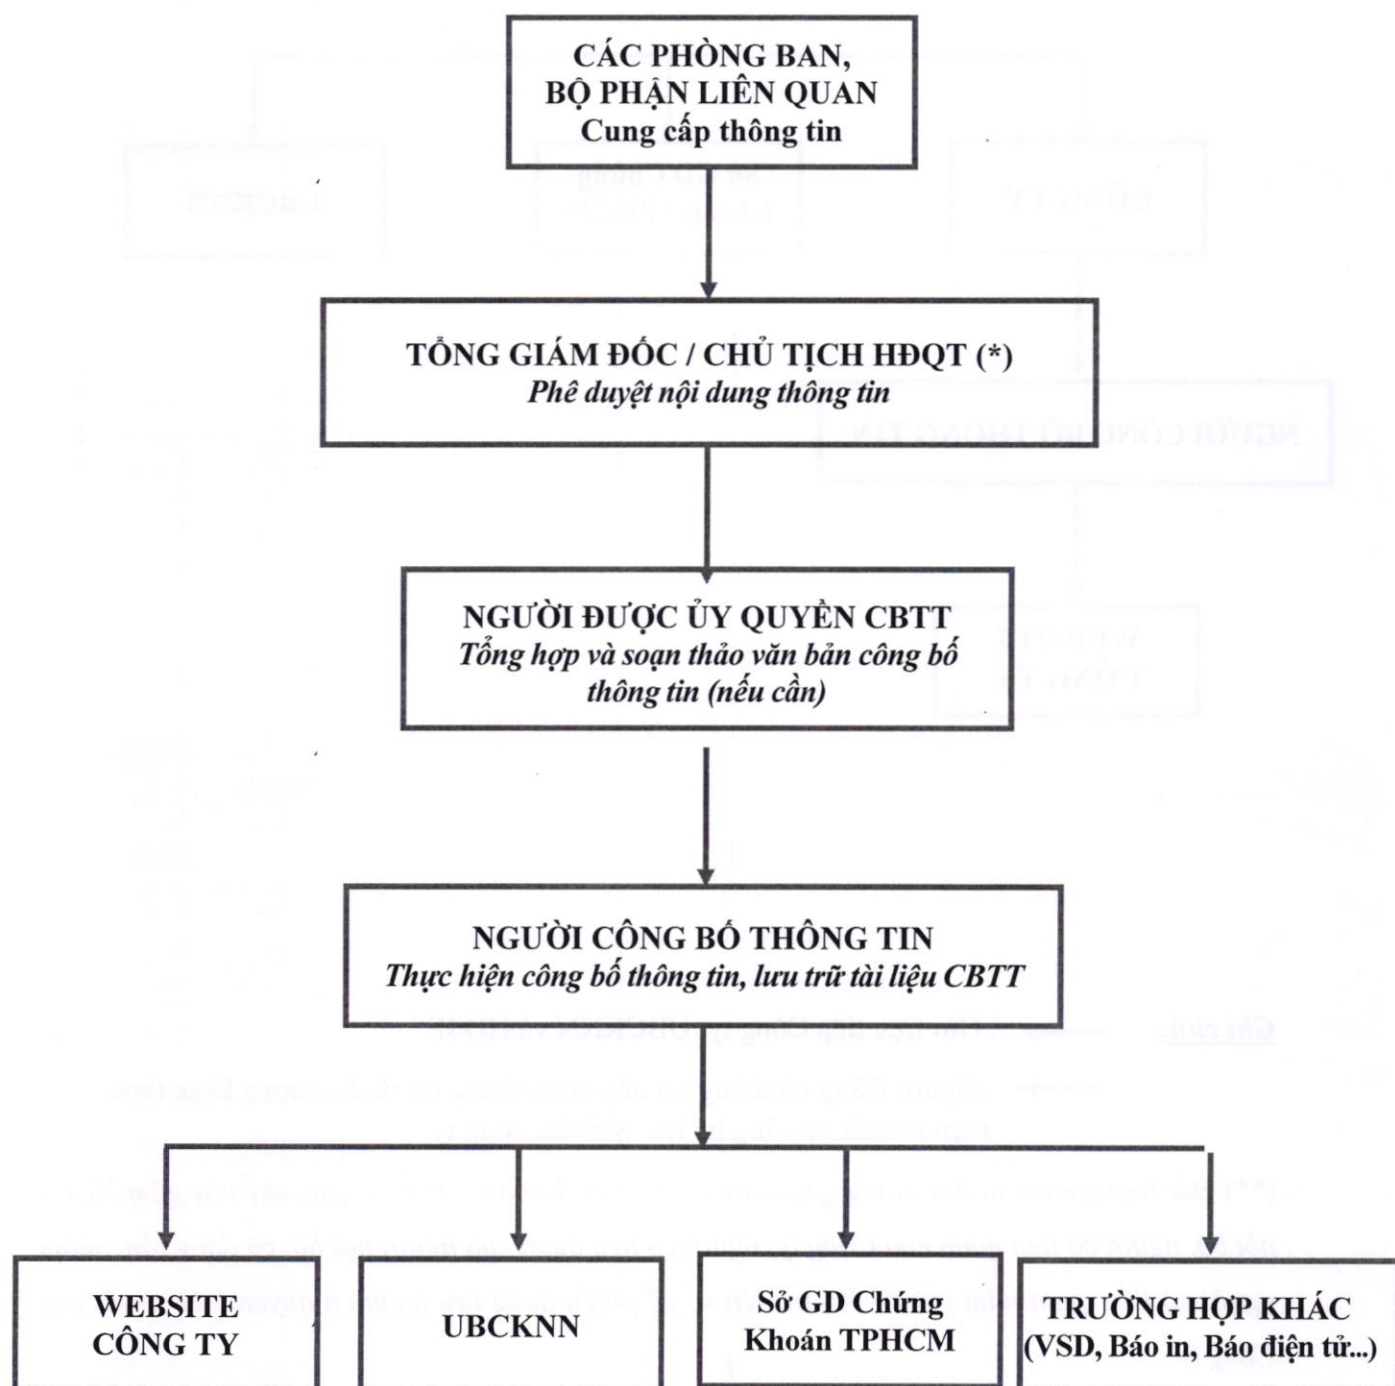 CÁC PHÒNG BAN,
BỘ PHẬN LIÊN QUAN
Cung cấp thông tin
TỔNG GIÁM ĐỐC / CHỦ TỊCH HĐQT (*)
Phê duyệt nội dung thông tin
NGƯỜI ĐƯỢC ỦY QUYỀN CBTT
Tổng hợp và soạn thảo văn bản công bố
thông tin (nếu cần)
NGƯỜI CÔNG BỐ THÔNG TIN
Thực hiện công bố thông tin, lưu trữ tài liệu CBTT
WEBSITE
CÔNG TY
UBCKNN
Sở GD Chứng
Khoán TPHCM
TRƯỜNG HỢP KHÁC
(VSD, Báo in, Báo điện tử...)